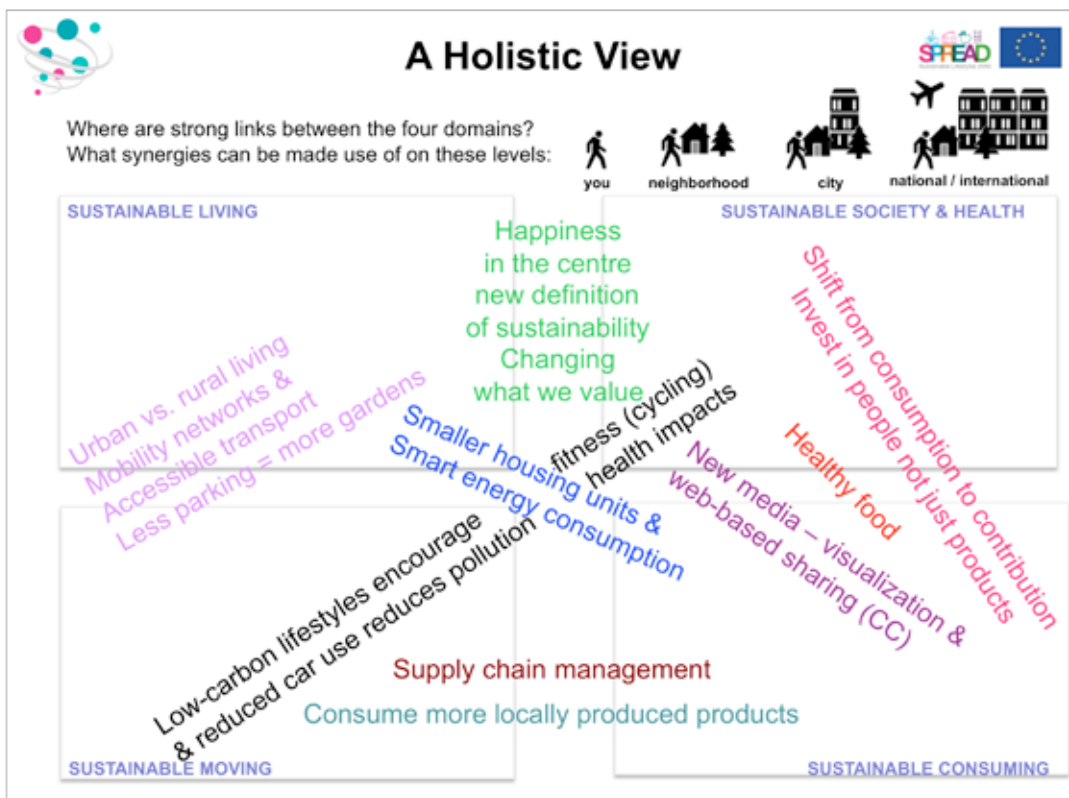 A Holistic View
SPREAD
Where are strong links between the four domains?
What synergies can be made use of on these levels:
you
neighborhood
city
national / international
SUSTAINABLE LIVING
SUSTAINABLE SOCIETY & HEALTH
Happiness
in the centre
new definition
of sustainability
Changing
what we value
Urban vs. rural living
Mobility networks &
Accessible transport
Less parking = more gardens
Smaller housing units &
Smart energy consumption
Low-carbon lifestyles encourage fitness (cycling)
& reduced car use reduces pollution health impacts
New media – visualization &
web-based sharing (CC)
Healthy food
Shift from consumption to contribution
Invest in people not just products
Supply chain management
Consume more locally produced products
SUSTAINABLE MOVING
SUSTAINABLE CONSUMING